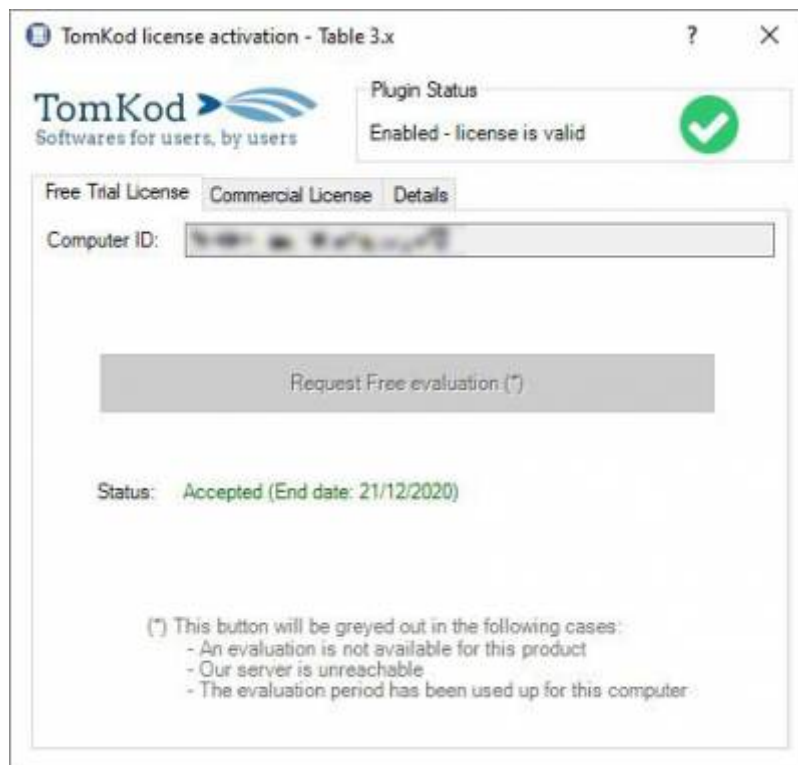 TomKod license activation - Table 3.x
?
TomKod
Softwares for users, by users
Plugin Status
Enabled - license is valid
Free Trial License
Commercial License
Details
Computer ID:
Request Free evaluation (*)
Status: Accepted (End date: 21/12/2020)
(*) This button will be greyed out in the following cases:
- An evaluation is not available for this product
- Our server is unreachable
- The evaluation period has been used up for this computer